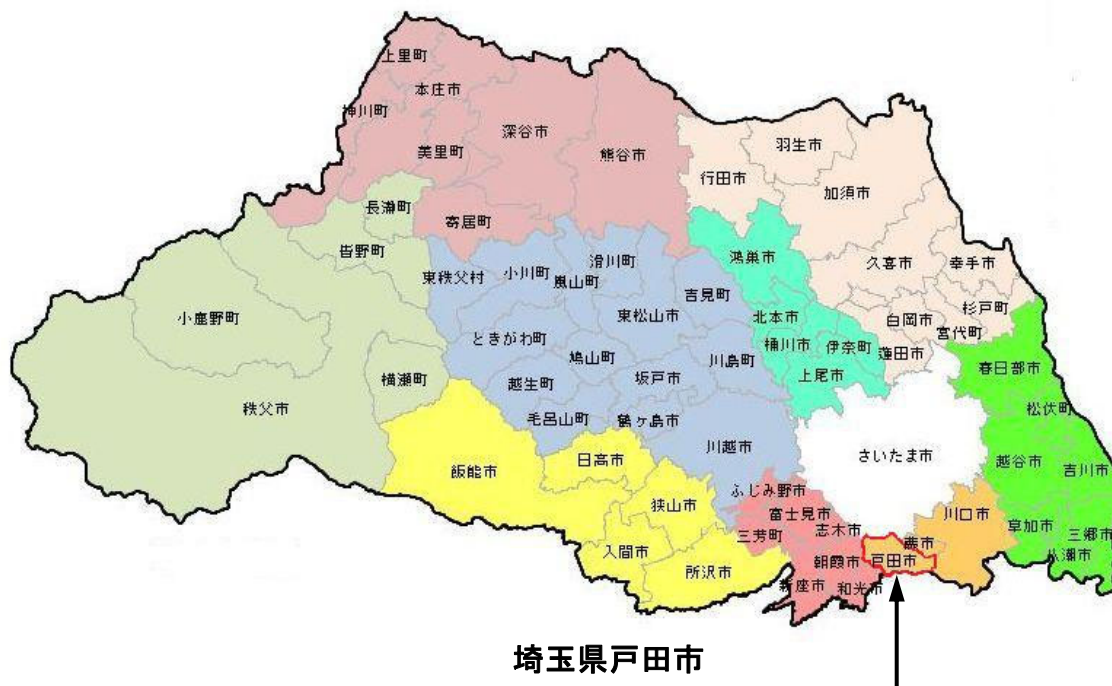 上里町
本庄市
神川町
美里町
深谷市
熊谷市
寄居町
長瀞町
皆野町
小鹿野町
秩父市
横瀬町
行田市
羽生市
加須市
久喜市
幸手市
杉戸町
白岡市
宮代町
蓮田市
鴻巣市
北本市
桶川市
伊奈町
上尾市
東秩父村
小川町
嵐山町
滑川町
吉見町
東松山市
ときがわ町
鳩山町
川島町
越生町
坂戸市
毛呂山町
鶴ヶ島市
川越市
飯能市
日高市
狭山市
入間市
所沢市
ふじみ野市
富士見市
三芳町
志木市
朝霞市
新座市
和光市
さいたま市
川口市
蕨市
戸田市
春日部市
松伏町
越谷市
吉川市
草加市
三郷市
八潮市
埼玉県戸田市